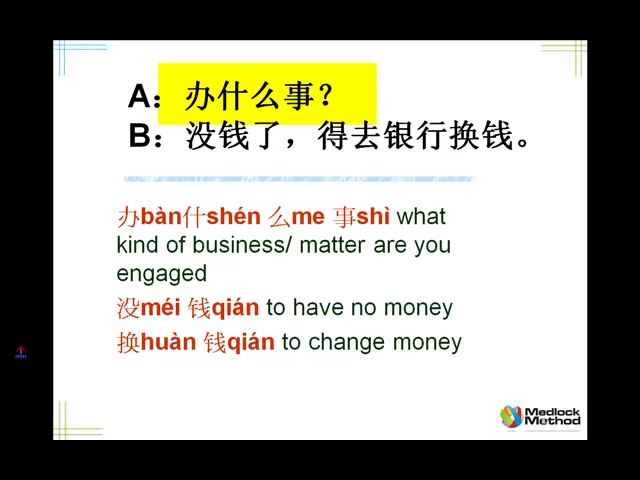 A：办什么事？
B：没钱了，得去银行换钱。
办bàn什shén 么me 事shì what
kind of business/ matter are you
engaged
没méi 钱qián to have no money
换huàn 钱qián to change money
Medlock
Method